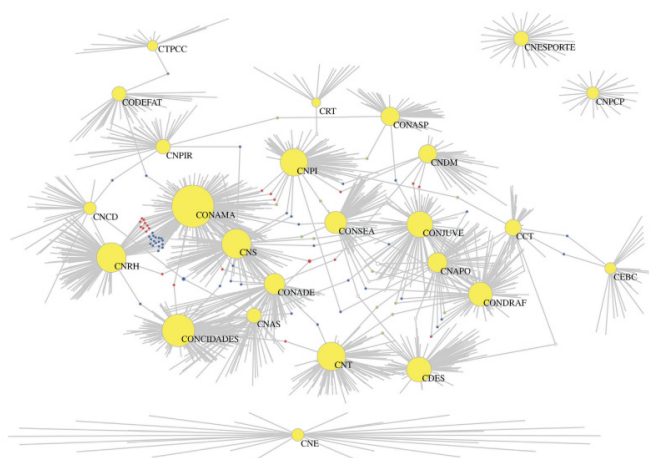 CTPCC
CNESPORTE
CODEFAT
CNPCP
CRT
CONASP
CNPIR
CNDM
CNPI
CNCD
CONAMA
CONSEA
CONJUVE
CCT
CNS
CNRH
CNAPO
CEBC
CONADE
CONDRAF
CNAS
CONCIDADES
CNT
CDES
CNE